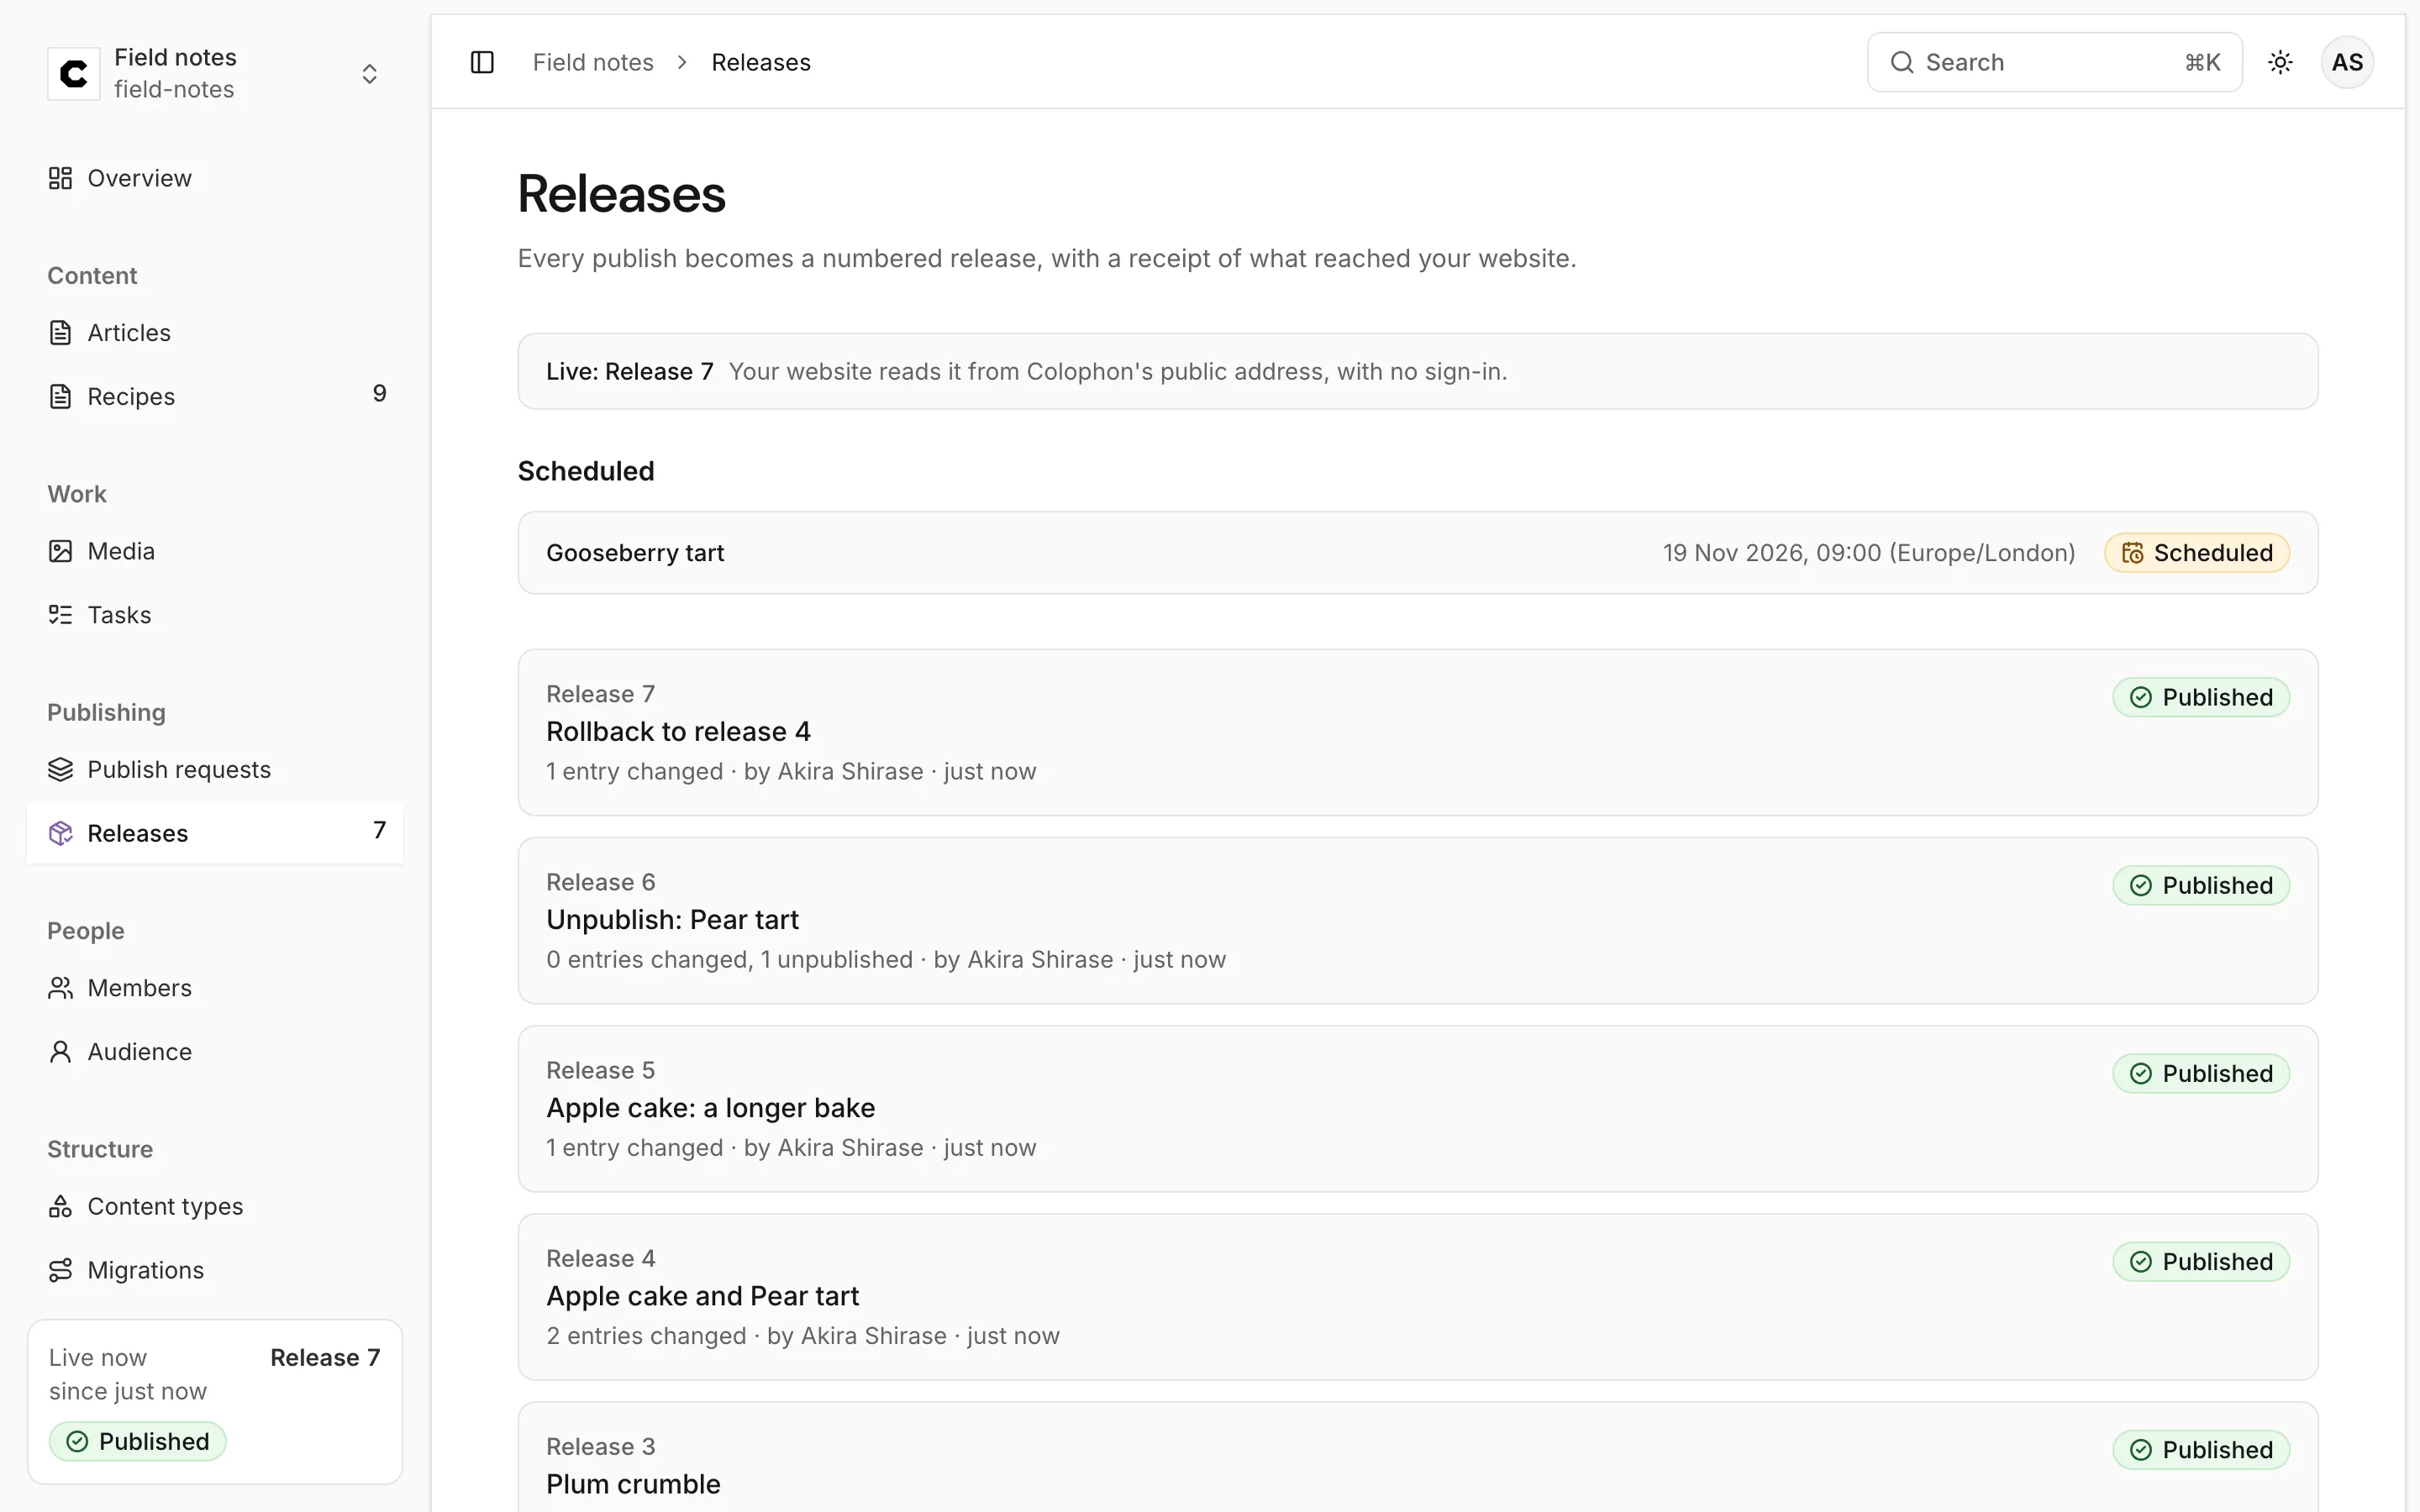 Field notes
field-notes
Overview
Content
Articles
Recipes 9
Work
Media
Tasks
Publishing
Publish requests
Releases 7
People
Members
Audience
Structure
Content types
Migrations
Live now Release 7
since just now
Published
Field notes > Releases
Search ⌘K
AS
Releases
Every publish becomes a numbered release, with a receipt of what reached your website.
Live: Release 7 Your website reads it from Colophon's public address, with no sign-in.
Scheduled
Gooseberry tart 19 Nov 2026, 09:00 (Europe/London) Scheduled
Release 7 Published
Rollback to release 4
1 entry changed · by Akira Shirase · just now
Release 6 Published
Unpublish: Pear tart
0 entries changed, 1 unpublished · by Akira Shirase · just now
Release 5 Published
Apple cake: a longer bake
1 entry changed · by Akira Shirase · just now
Release 4 Published
Apple cake and Pear tart
2 entries changed · by Akira Shirase · just now
Release 3 Published
Plum crumble